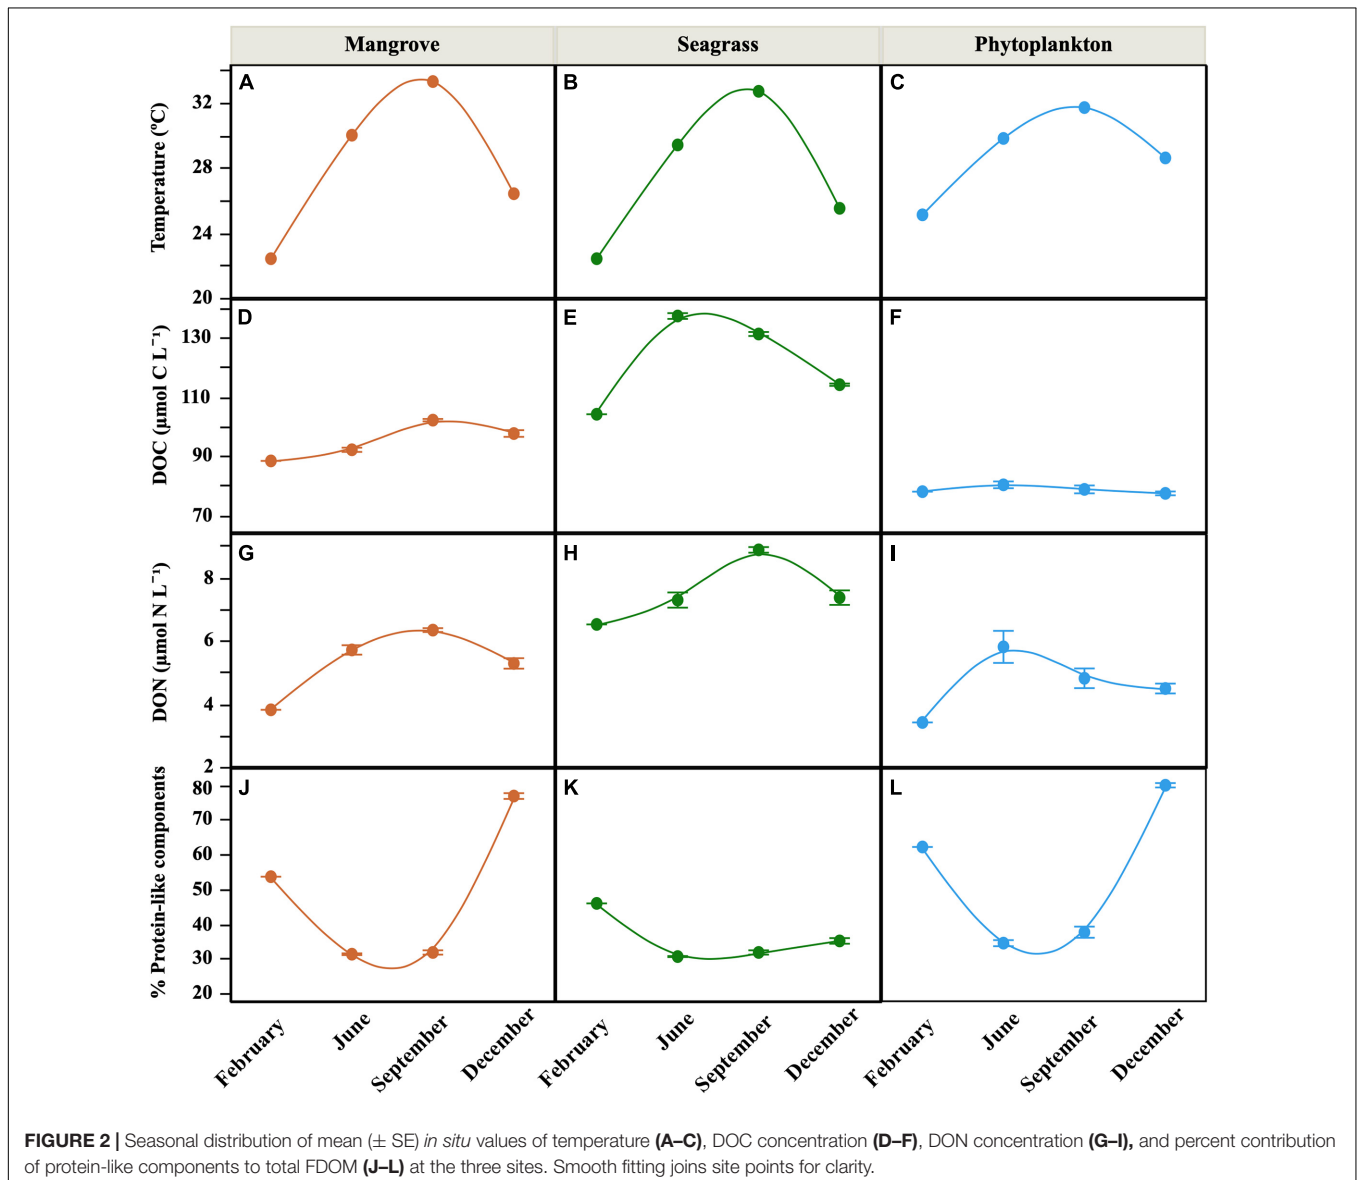 Mangrove Seagrass Phytoplankton
A B C
Temperature (ºC)
32
28
24
20
D E F
DOC (µmol C L⁻¹)
130
110
90
70
G H I
DON (µmol N L⁻¹)
8
6
4
2
J K L
% Protein-like components
80
70
60
50
40
30
20
February June September December February June September December February June September December
FIGURE 2 | Seasonal distribution of mean (± SE) in situ values of temperature (A–C), DOC concentration (D–F), DON concentration (G–I), and percent contribution
of protein-like components to total FDOM (J–L) at the three sites. Smooth fitting joins site points for clarity.